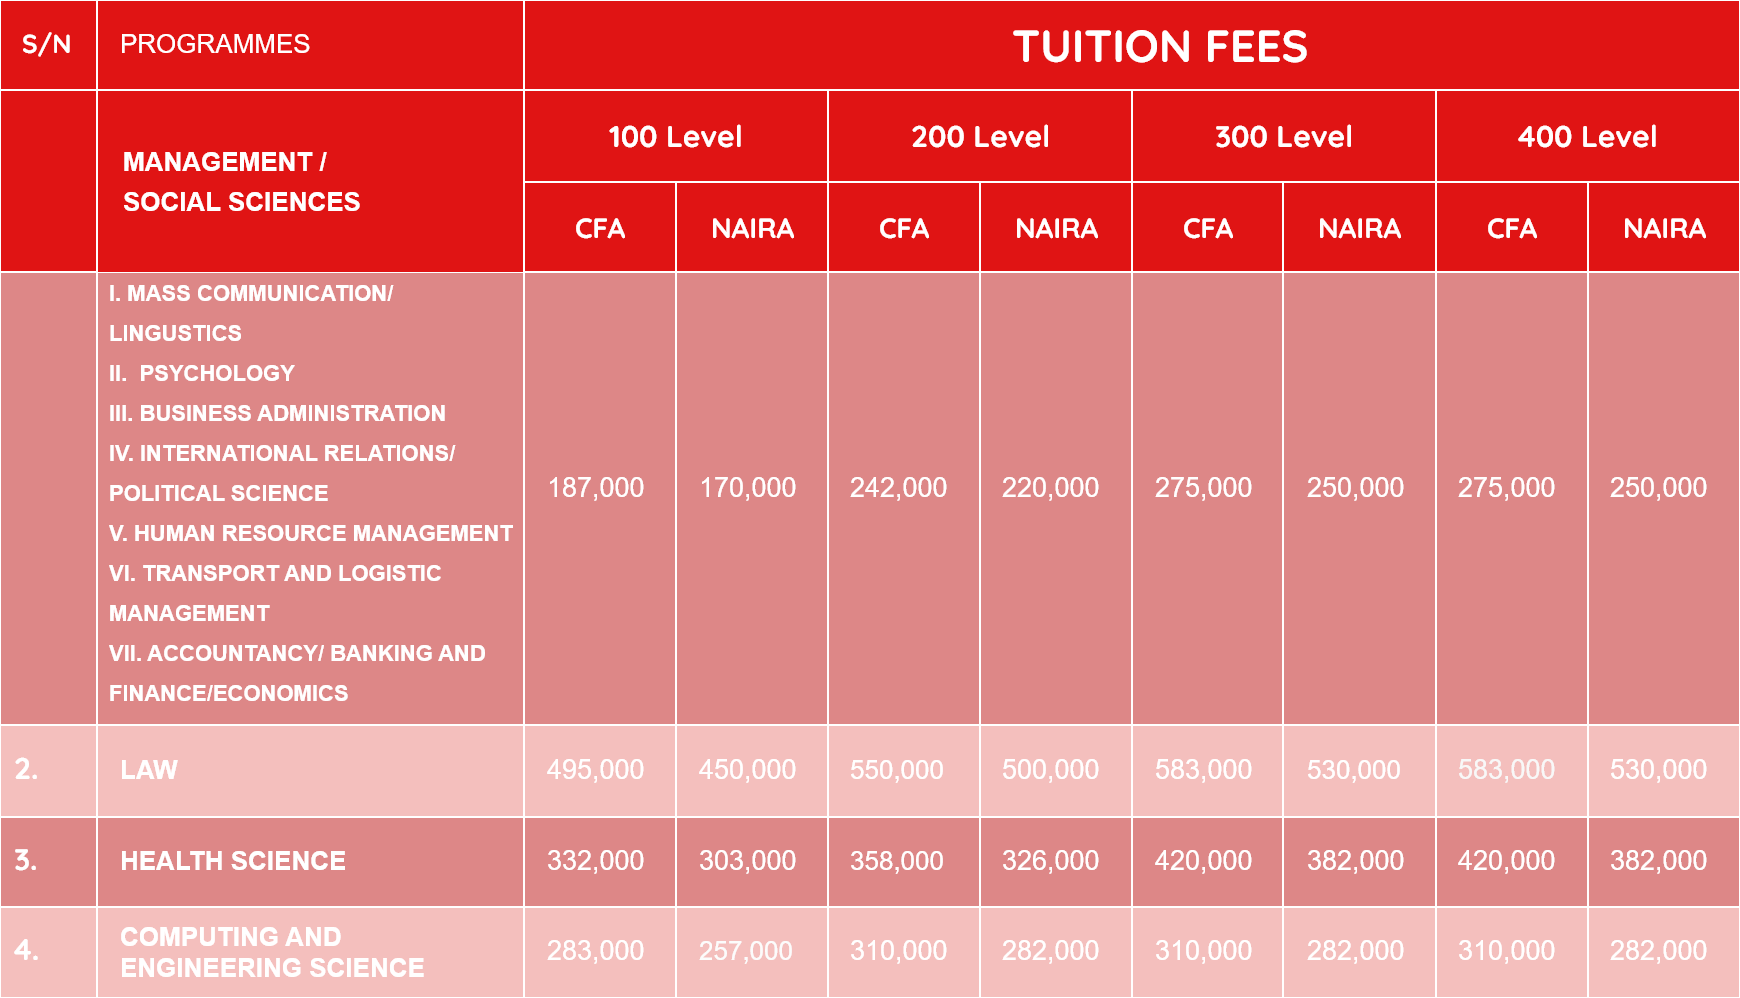 S/N PROGRAMMES TUITION FEES
MANAGEMENT /
SOCIAL SCIENCES
100 Level 200 Level 300 Level 400 Level
CFA NAIRA CFA NAIRA CFA NAIRA CFA NAIRA
I. MASS COMMUNICATION/
LINGUSTICS
II. PSYCHOLOGY
III. BUSINESS ADMINISTRATION
IV. INTERNATIONAL RELATIONS/
POLITICAL SCIENCE
V. HUMAN RESOURCE MANAGEMENT
VI. TRANSPORT AND LOGISTIC
MANAGEMENT
VII. ACCOUNTANCY/ BANKING AND
FINANCE/ECONOMICS
187,000 170,000 242,000 220,000 275,000 250,000 275,000 250,000
2. LAW 495,000 450,000 550,000 500,000 583,000 530,000 583,000 530,000
3. HEALTH SCIENCE 332,000 303,000 358,000 326,000 420,000 382,000 420,000 382,000
4. COMPUTING AND
ENGINEERING SCIENCE
283,000 257,000 310,000 282,000 310,000 282,000 310,000 282,000